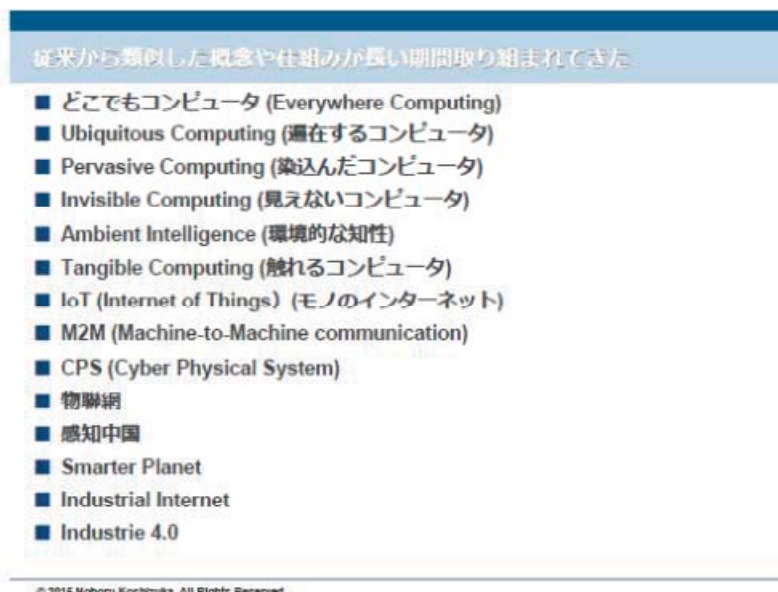 従来から類似した概念や仕組みが長い期間取り組まれてきた
■ どこでもコンピュータ (Everywhere Computing)
■ Ubiquitous Computing (遍在するコンピュータ)
■ Pervasive Computing (染込んだコンピュータ)
■ Invisible Computing (見えないコンピュータ)
■ Ambient Intelligence (環境的な知性)
■ Tangible Computing (触れるコンピュータ)
■ IoT (Internet of Things）(モノのインターネット)
■ M2M (Machine-to-Machine communication)
■ CPS (Cyber Physical System)
■ 物聯網
■ 感知中国
■ Smarter Planet
■ Industrial Internet
■ Industrie 4.0
© 2015 Noboru Koshizuka, All Rights Reserved